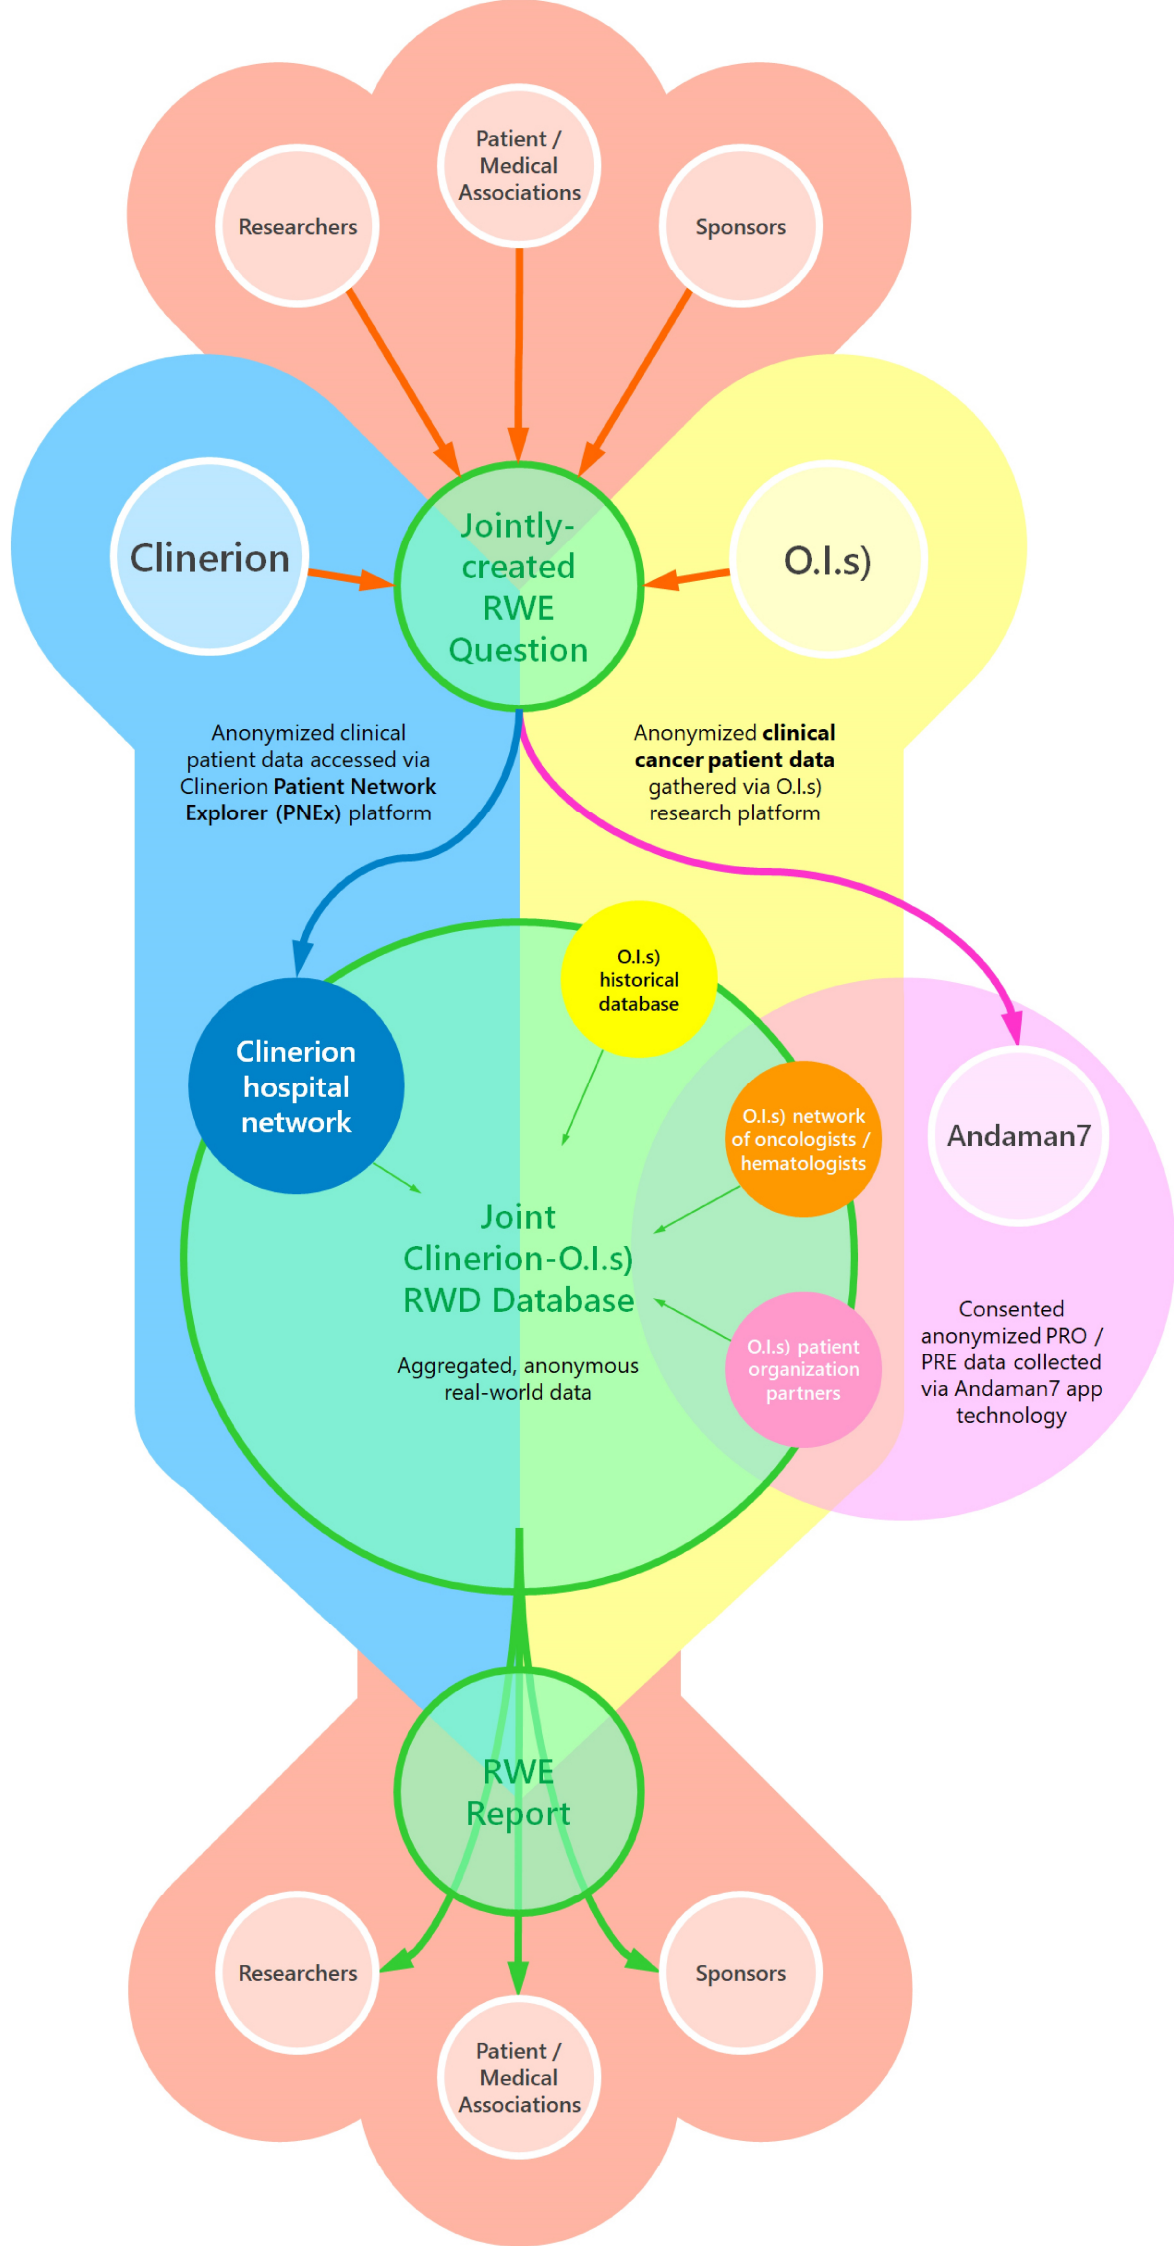 Patient /
Medical
Associations
Researchers
Sponsors
Clinerion
Jointly-
created
RWE
Question
O.I.s)
Anonymized clinical
patient data accessed via
Clinerion Patient Network
Explorer (PNEx) platform
Anonymized clinical
cancer patient data
gathered via O.I.s)
research platform
O.I.s)
historical
database
Clinerion
hospital
network
O.I.s) network
of oncologists /
hematologists
Andaman7
Joint
Clinerion-O.I.s)
RWD Database
Aggregated, anonymous
real-world data
O.I.s) patient
organization
partners
Consented
anonymized PRO /
PRE data collected
via Andaman7 app
technology
RWE
Report
Researchers
Sponsors
Patient /
Medical
Associations